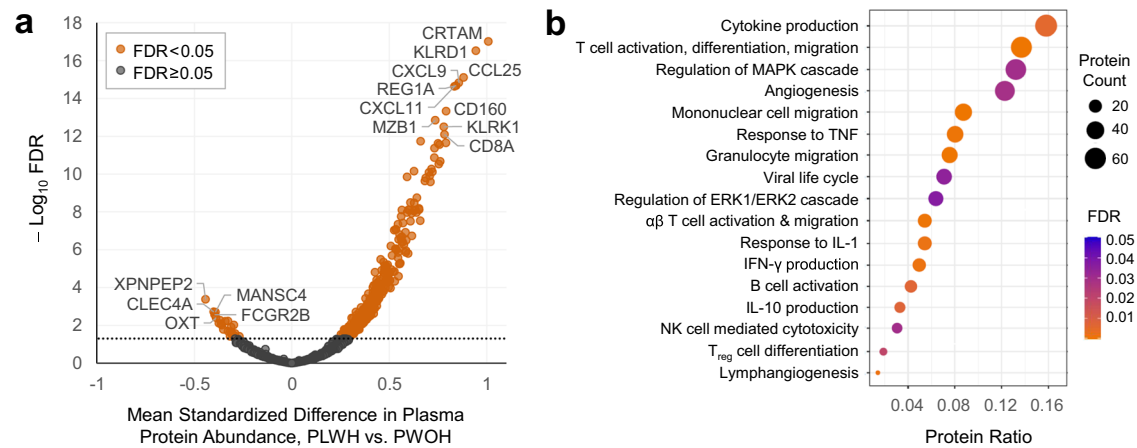 a
18
16
14
12
10
8
6
4
2
0
− Log10 FDR
FDR<0.05
FDR≥0.05
CRTAM
KLRD1
CXCL9
CCL25
REG1A
CXCL11
CD160
MZB1
KLRK1
CD8A
XPNPEP2
CLEC4A
MANSC4
OXT
FCGR2B
-1
-0.5
0
0.5
1
Mean Standardized Difference in Plasma
Protein Abundance, PLWH vs. PWOH
b
Cytokine production
T cell activation, differentiation, migration
Regulation of MAPK cascade
Angiogenesis
Mononuclear cell migration
Response to TNF
Granulocyte migration
Viral life cycle
Regulation of ERK1/ERK2 cascade
αβ T cell activation & migration
Response to IL-1
IFN-γ production
B cell activation
IL-10 production
NK cell mediated cytotoxicity
Treg cell differentiation
Lymphangiogenesis
0.04
0.08
0.12
0.16
Protein Ratio
Protein
Count
20
40
60
FDR
0.05
0.04
0.03
0.02
0.01